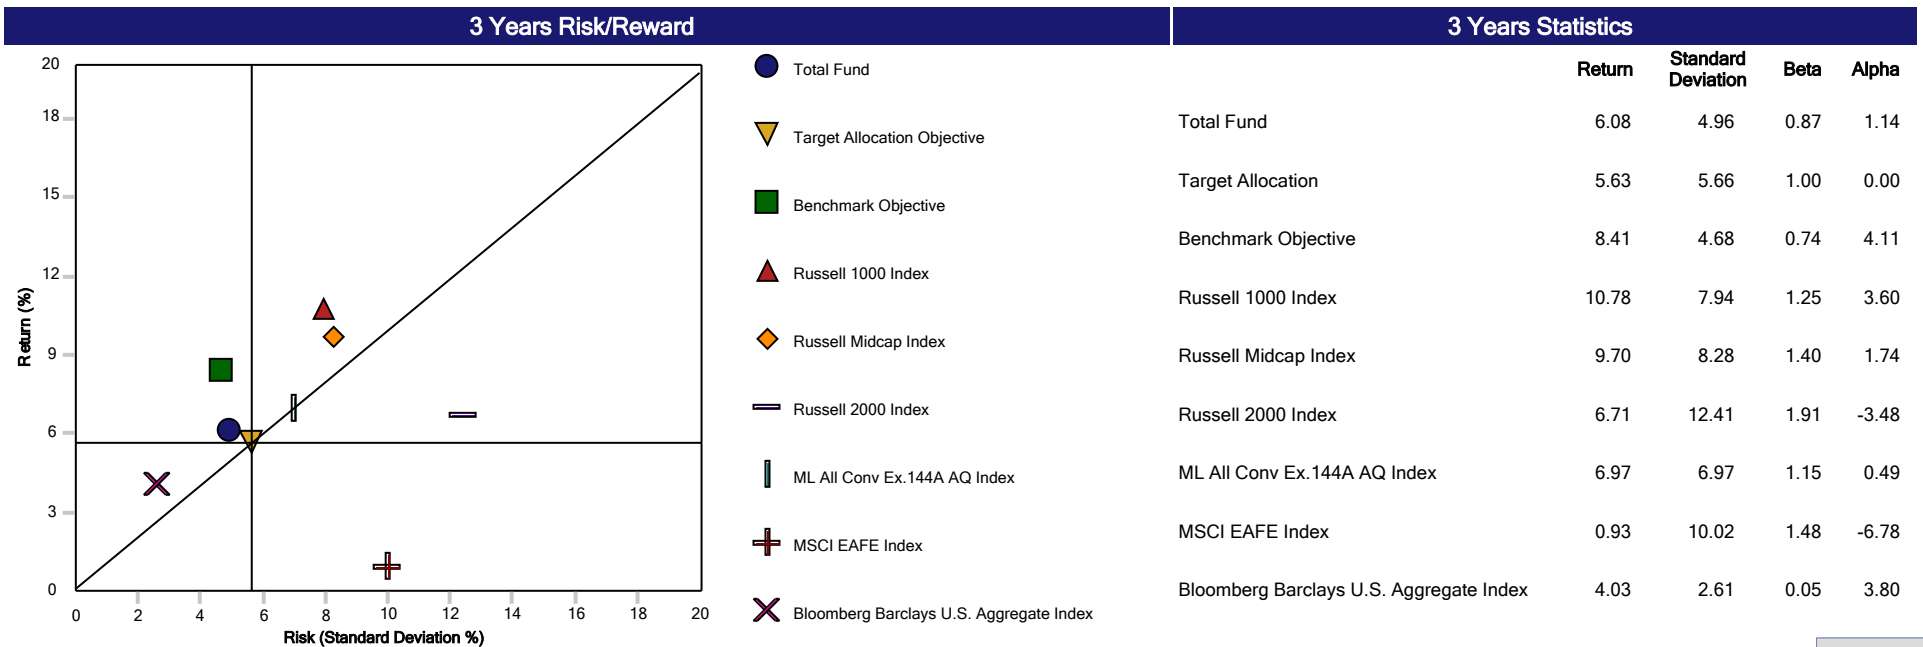 3 Years Risk/Reward
20
18
15
12
9
6
3
0
Return (%)
0 2 4 6 8 10 12 14 16 18 20
Risk (Standard Deviation %)
Total Fund
Target Allocation Objective
Benchmark Objective
Russell 1000 Index
Russell Midcap Index
Russell 2000 Index
ML All Conv Ex.144A AQ Index
MSCI EAFE Index
Bloomberg Barclays U.S. Aggregate Index
3 Years Statistics
Return Standard Deviation Beta Alpha
Total Fund 6.08 4.96 0.87 1.14
Target Allocation 5.63 5.66 1.00 0.00
Benchmark Objective 8.41 4.68 0.74 4.11
Russell 1000 Index 10.78 7.94 1.25 3.60
Russell Midcap Index 9.70 8.28 1.40 1.74
Russell 2000 Index 6.71 12.41 1.91 -3.48
ML All Conv Ex.144A AQ Index 6.97 6.97 1.15 0.49
MSCI EAFE Index 0.93 10.02 1.48 -6.78
Bloomberg Barclays U.S. Aggregate Index 4.03 2.61 0.05 3.80